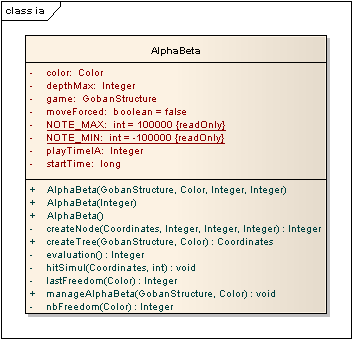 class ia
AlphaBeta
- color: Color
- depthMax: Integer
- game: GobanStructure
- moveForced: boolean = false
- NOTE_MAX: int = 100000 {readOnly}
- NOTE_MIN: int = -100000 {readOnly}
- playTimeIA: Integer
- startTime: long
+ AlphaBeta(GobanStructure, Color, Integer, Integer)
+ AlphaBeta(Integer)
+ AlphaBeta()
- createNode(Coordinates, Integer, Integer, Integer) : Integer
+ createTree(GobanStructure, Color) : Coordinates
- evaluation() : Integer
- hitSimul(Coordinates, int) : void
- lastFreedom(Color) : Integer
+ manageAlphaBeta(GobanStructure, Color) : void
- nbFreedom(Color) : Integer